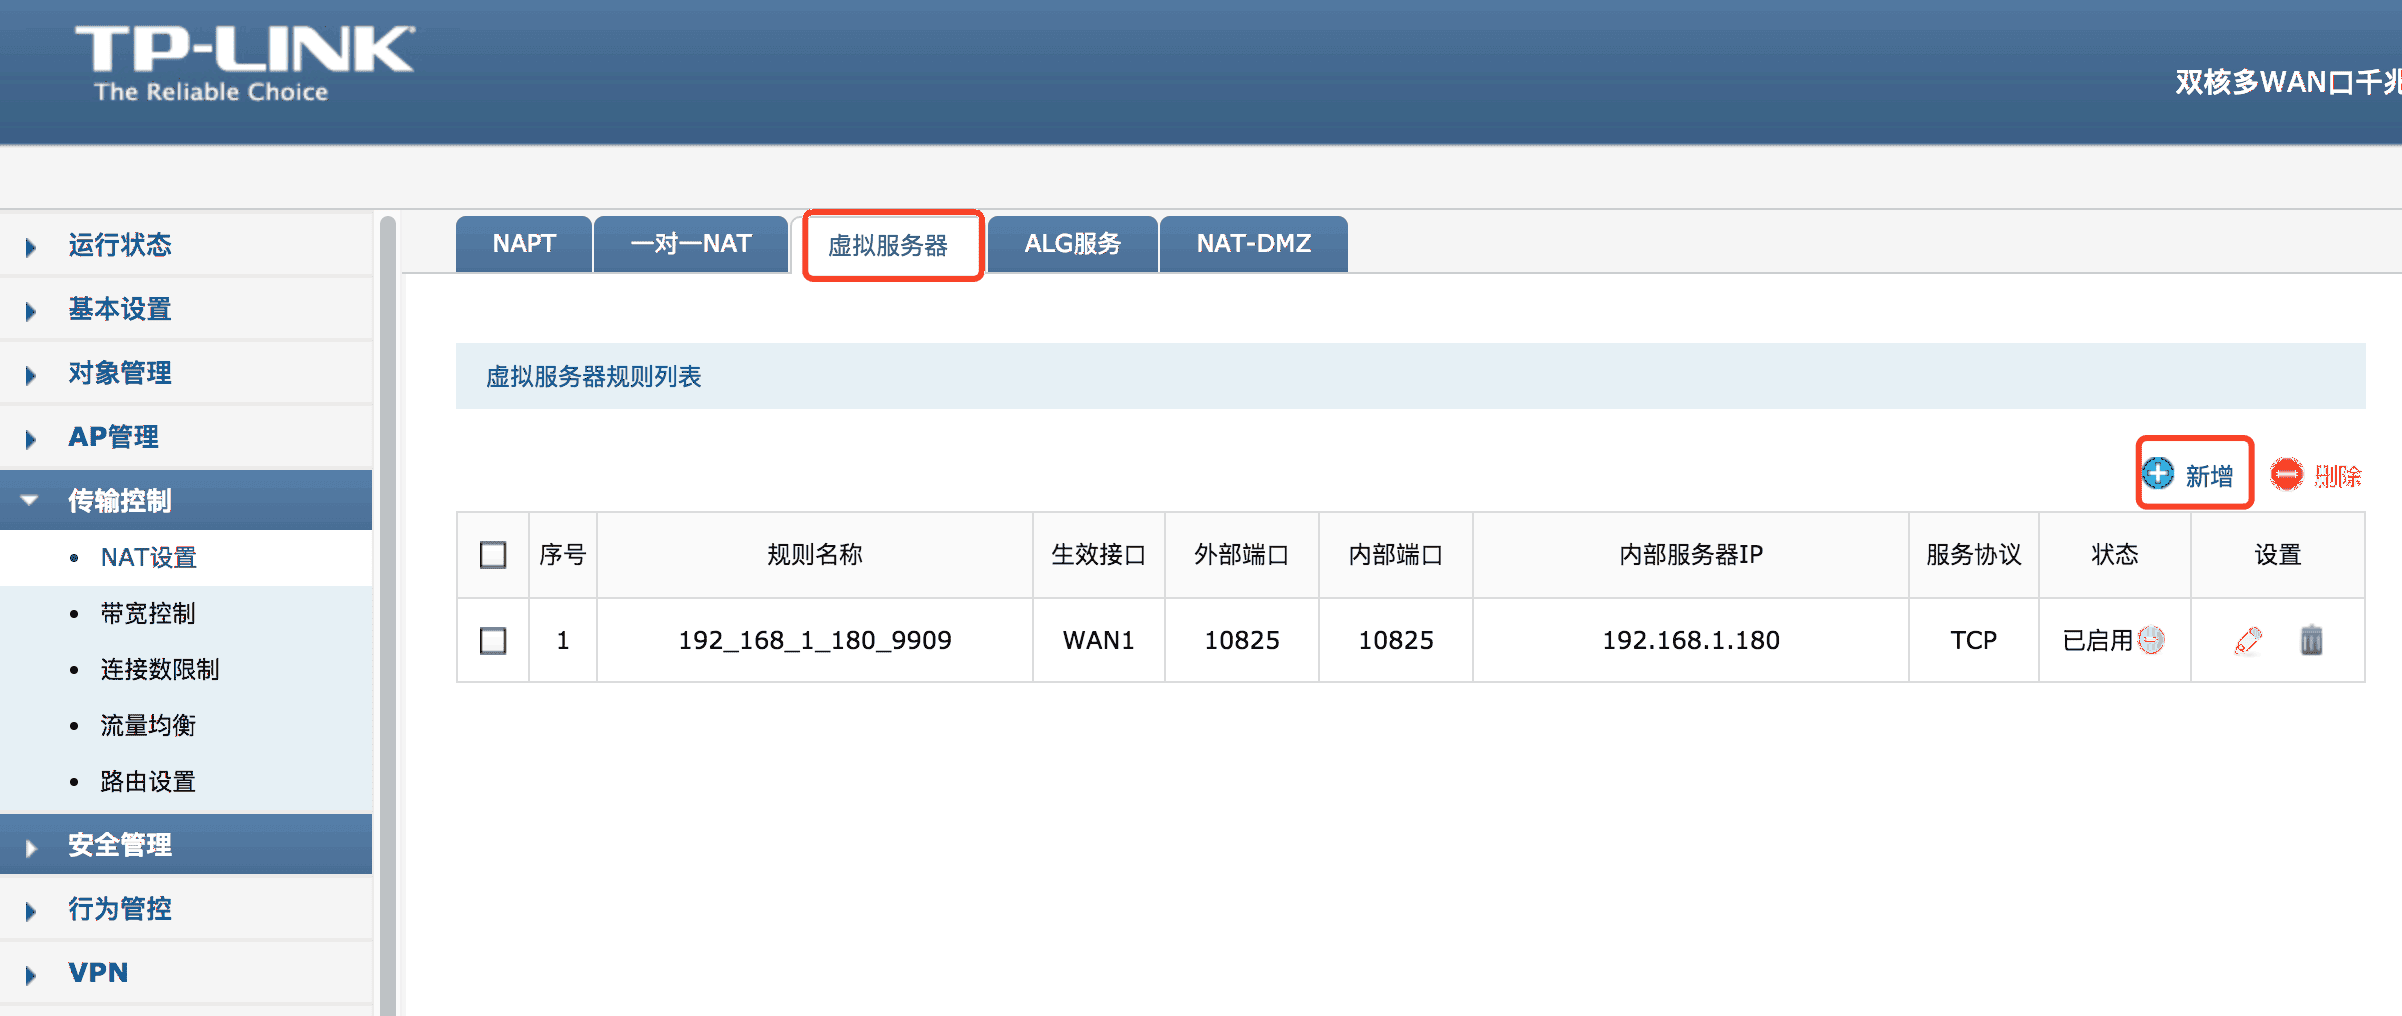 TP-LINK
The Reliable Choice
双核多WAN口千兆
运行状态
基本设置
对象管理
AP管理
传输控制
NAT设置
带宽控制
连接数限制
流量均衡
路由设置
安全管理
行为管控
VPN
NAPT 一对一NAT 虚拟服务器 ALG服务 NAT-DMZ
虚拟服务器规则列表
新增 删除
序号 规则名称 生效接口 外部端口 内部端口 内部服务器IP 服务协议 状态 设置
1 192_168_1_180_9909 WAN1 10825 10825 192.168.1.180 TCP 已启用